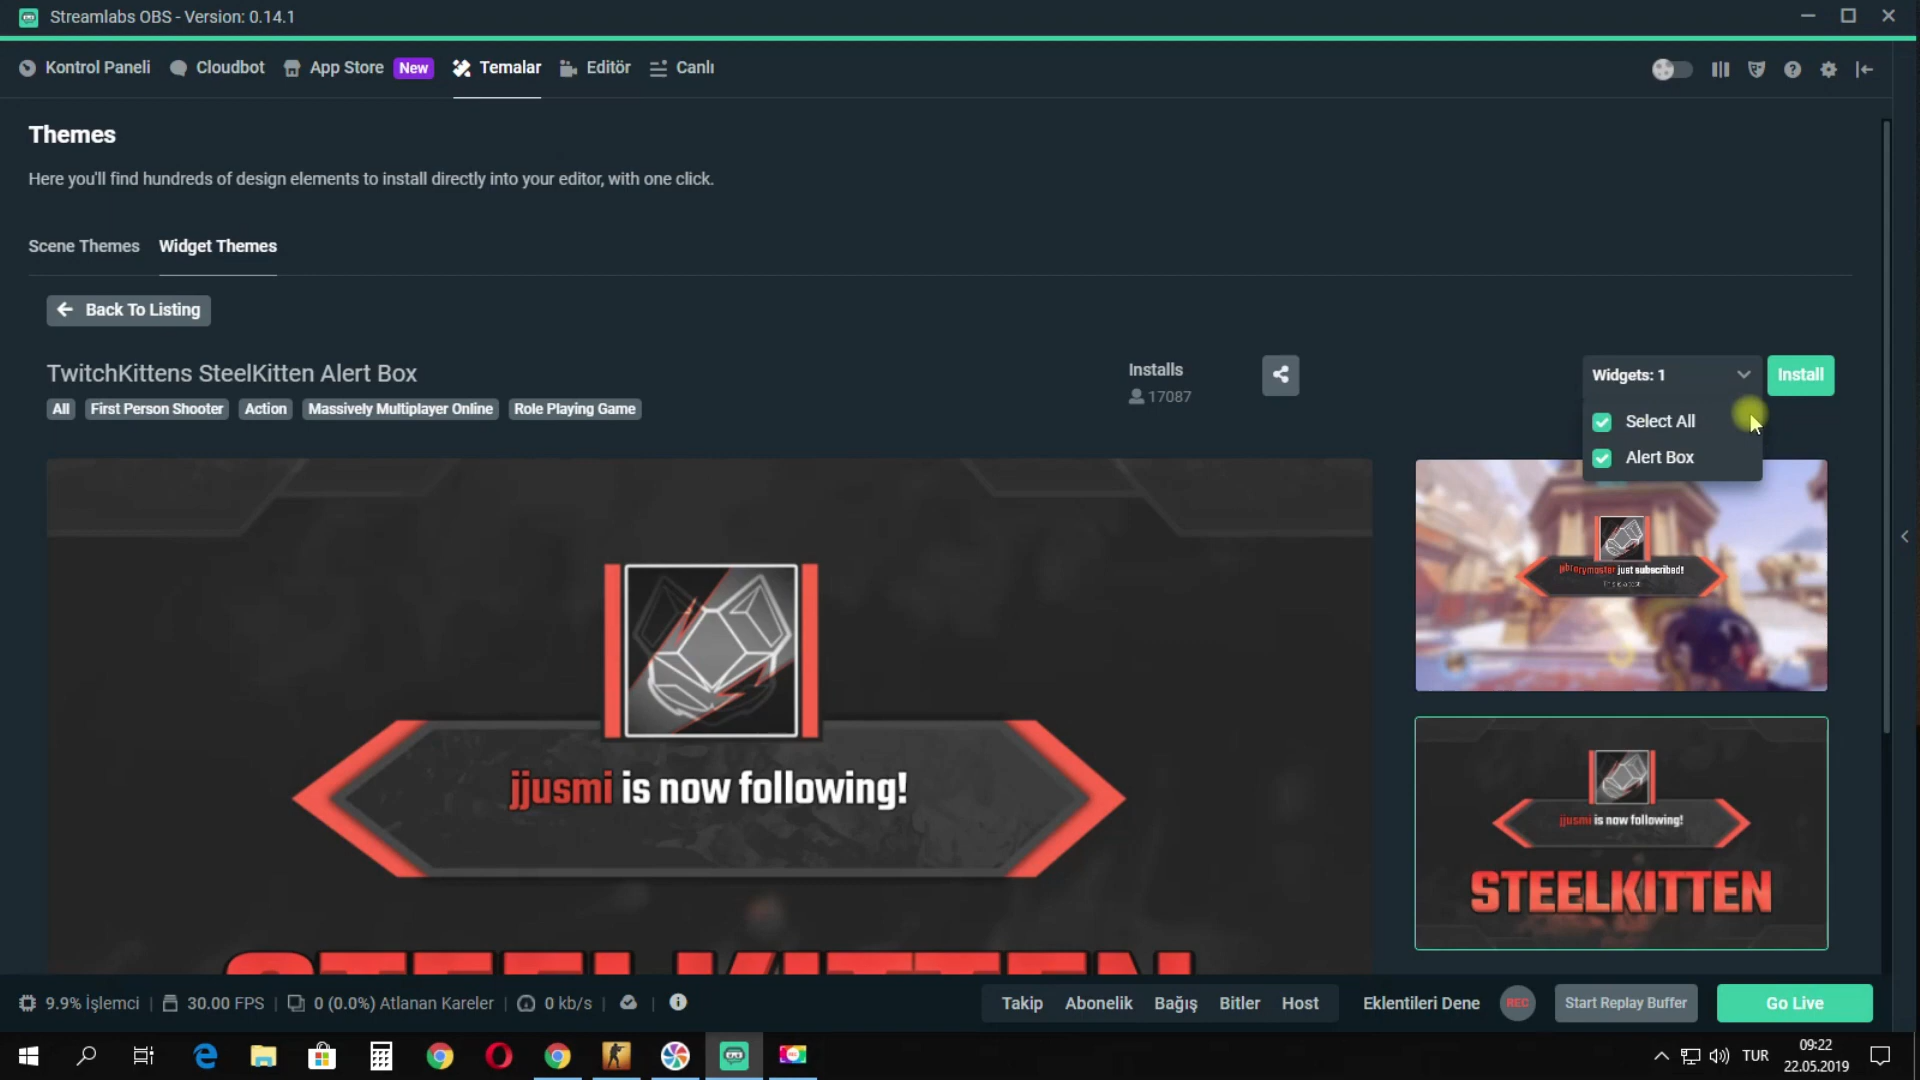 Streamlabs OBS - Version: 0.14.1
Kontrol Paneli
Cloudbot
App Store
New
Temalar
Editör
Canlı
Themes
Here you'll find hundreds of design elements to install directly into your editor, with one click.
Scene Themes
Widget Themes
Back To Listing
TwitchKittens SteelKitten Alert Box
All
First Person Shooter
Action
Massively Multiplayer Online
Role Playing Game
Installs
17087
Widgets: 1
Install
Select All
Alert Box
jjusmi is now following!
STEELKITTEN
librarymaster just subscribed!
jjusmi is now following!
STEELKITTEN
9.9% İşlemci
30.00 FPS
0 (0.0%) Atlanan Kareler
0 kb/s
Takip
Abonelik
Bağış
Bitler
Host
Eklentileri Dene
REC
Start Replay Buffer
Go Live
TUR
09:22
22.05.2019